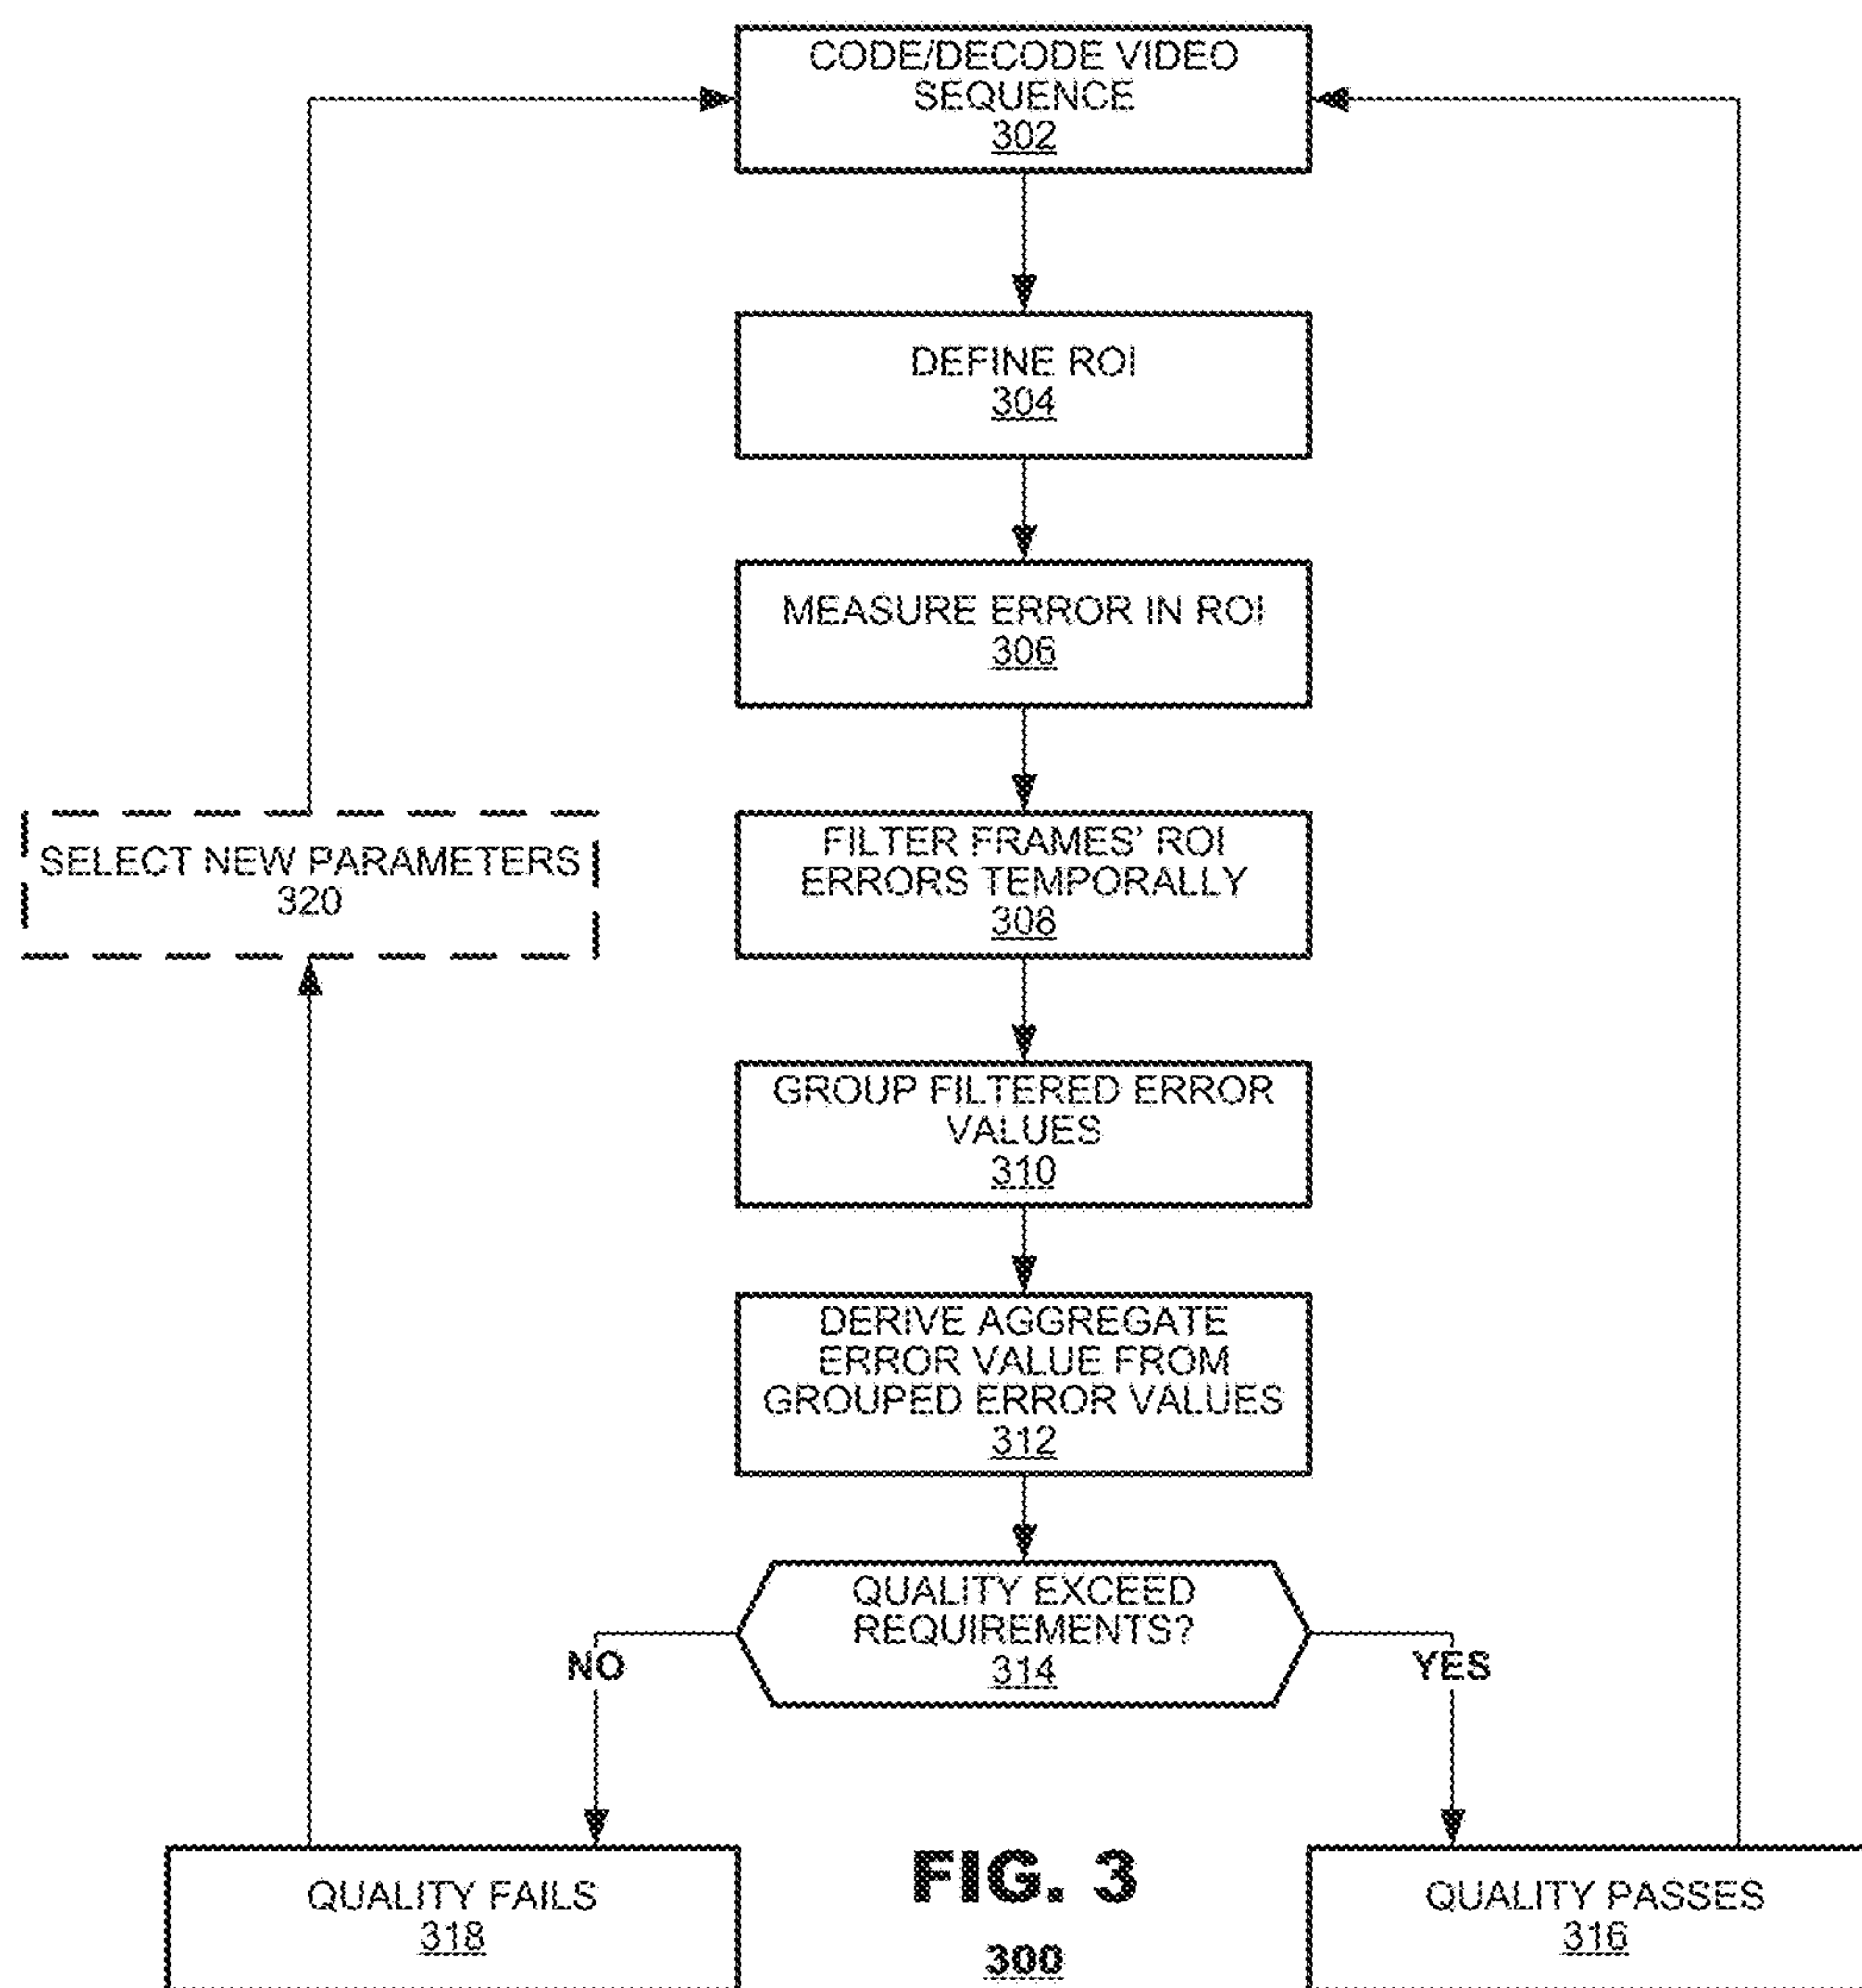 CODE/DECODE VIDEO
SEQUENCE
302
DEFINE ROI
304
MEASURE ERROR IN ROI
306
SELECT NEW PARAMETERS
320
FILTER FRAMES' ROI
ERRORS TEMPORALLY
308
GROUP FILTERED ERROR
VALUES
310
DERIVE AGGREGATE
ERROR VALUE FROM
GROUPED ERROR VALUES
312
QUALITY EXCEED
REQUIREMENTS?
314
NO
YES
QUALITY FAILS
318
FIG. 3
300
QUALITY PASSES
316